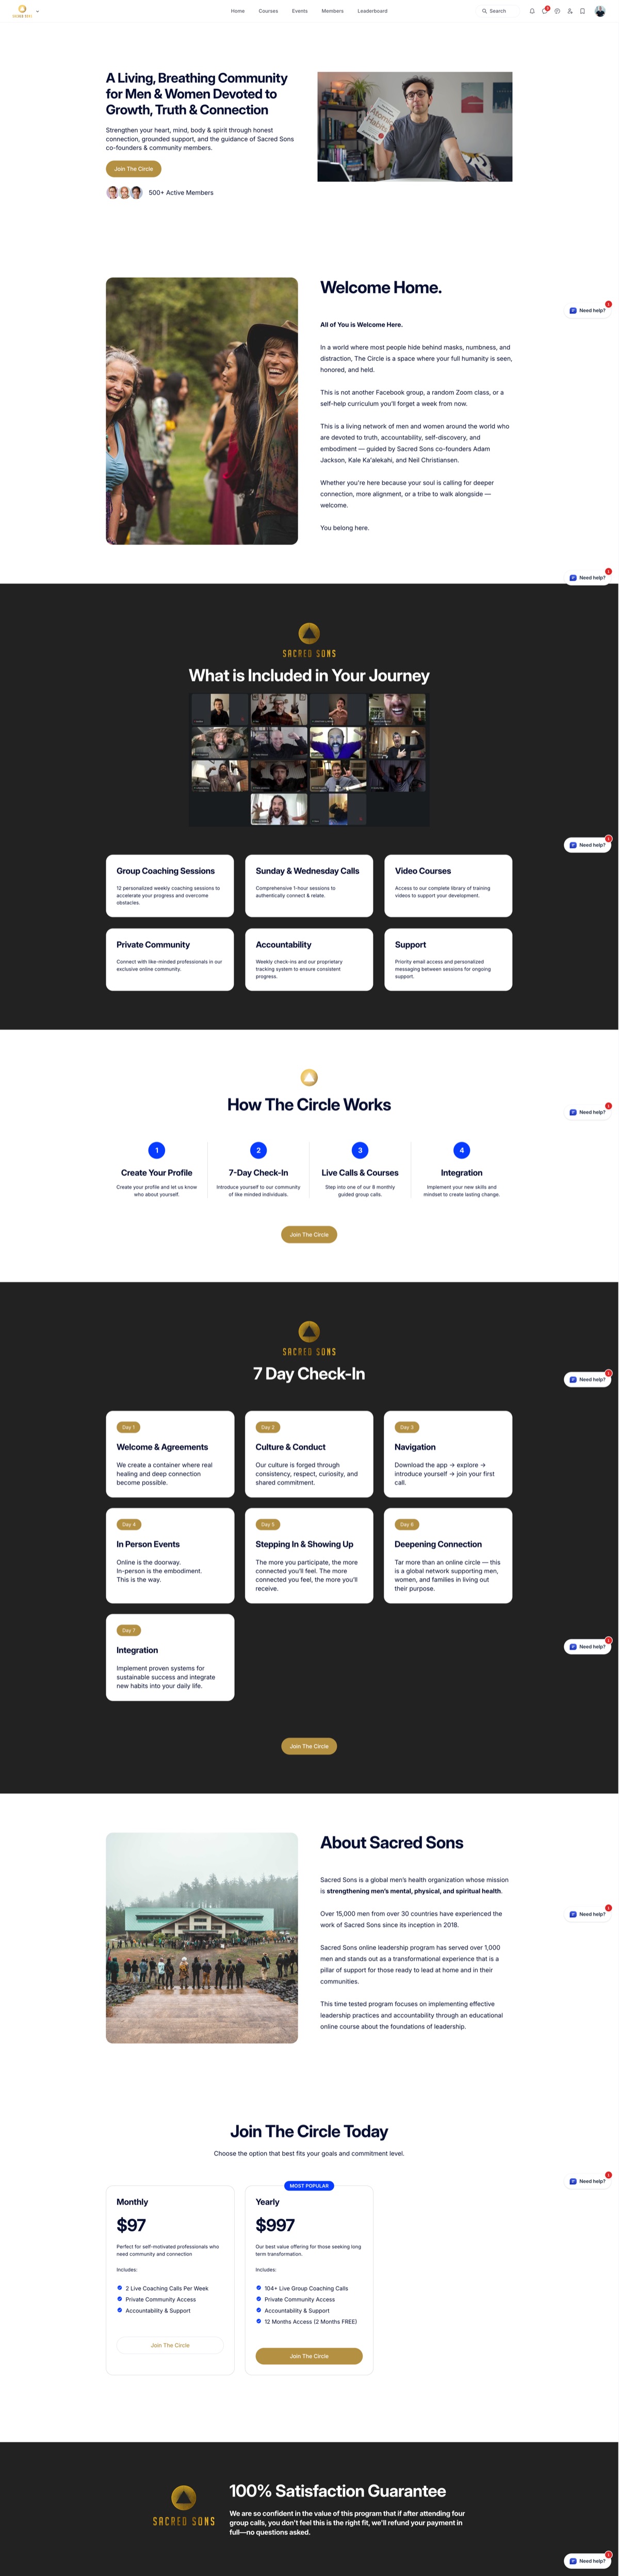 SACRED SONS
Home
Courses
Events
Members
Leaderboard
Search
A Living, Breathing Community
for Men & Women Devoted to
Growth, Truth & Connection
Strengthen your heart, mind, body & spirit through honest
connection, grounded support, and the guidance of Sacred Sons
co-founders & community members.
Join The Circle
500+ Active Members
Welcome Home.
Need help?
All of You is Welcome Here.
In a world where most people hide behind masks, numbness, and
distraction, The Circle is a space where your full humanity is seen,
honored, and held.
This is not another Facebook group, a random Zoom class, or a
self-help curriculum you'll forget a week from now.
This is a living network of men and women around the world who
are devoted to truth, accountability, self-discovery, and
embodiment — guided by Sacred Sons co-founders Adam
Jackson, Kale Ka'alekahi, and Neil Christiansen.
Whether you're here because your soul is calling for deeper
connection, more alignment, or a tribe to walk alongside —
welcome.
You belong here.
Need help?
SACRED SONS
What is Included in Your Journey
Need help?
Group Coaching Sessions
12 personalized weekly coaching sessions to
accelerate your progress and overcome
obstacles.
Sunday & Wednesday Calls
Comprehensive 1-hour sessions to
authentically connect & relate.
Video Courses
Access to our complete library of training
videos to support your development.
Private Community
Connect with like-minded professionals in our
exclusive online community.
Accountability
Weekly check-ins and our proprietary
tracking system to ensure consistent
progress.
Support
Priority email access and personalized
messaging between sessions for ongoing
support.
How The Circle Works
Need help?
1
Create Your Profile
Create your profile and let us know
who about yourself.
2
7-Day Check-In
Introduce yourself to our community
of like minded individuals.
3
Live Calls & Courses
Step into one of our 8 monthly
guided group calls.
4
Integration
Implement your new skills and
mindset to create lasting change.
Join The Circle
SACRED SONS
7 Day Check-In
Need help?
Day 1
Welcome & Agreements
We create a container where real
healing and deep connection
become possible.
Day 2
Culture & Conduct
Our culture is forged through
consistency, respect, curiosity, and
shared commitment.
Day 3
Navigation
Download the app → explore →
introduce yourself → join your first
call.
Day 4
In Person Events
Online is the doorway.
In-person is the embodiment.
This is the way.
Day 5
Stepping In & Showing Up
The more you participate, the more
connected you'll feel. The more
connected you feel, the more you'll
receive.
Day 6
Deepening Connection
Tar more than an online circle — this
is a global network supporting men,
women, and families in living out
their purpose.
Day 7
Integration
Implement proven systems for
sustainable success and integrate
new habits into your daily life.
Need help?
Join The Circle
About Sacred Sons
Sacred Sons is a global men's health organization whose mission
is strengthening men's mental, physical, and spiritual health.
Over 15,000 men from over 30 countries have experienced the
work of Sacred Sons since its inception in 2018.
Need help?
Sacred Sons online leadership program has served over 1,000
men and stands out as a transformational experience that is a
pillar of support for those ready to lead at home and in their
communities.
This time tested program focuses on implementing effective
leadership practices and accountability through an educational
online course about the foundations of leadership.
Join The Circle Today
Choose the option that best fits your goals and commitment level.
Need help?
Monthly
$97
Perfect for self-motivated professionals who
need community and connection
Includes:
2 Live Coaching Calls Per Week
Private Community Access
Accountability & Support
Join The Circle
MOST POPULAR
Yearly
$997
Our best value offering for those seeking long
term transformation.
Includes:
104+ Live Group Coaching Calls
Private Community Access
Accountability & Support
12 Months Access (2 Months FREE)
Join The Circle
SACRED SONS
100% Satisfaction Guarantee
We are so confident in the value of this program that if after attending four
group calls, you don't feel this is the right fit, we'll refund your payment in
full—no questions asked.
Need help?